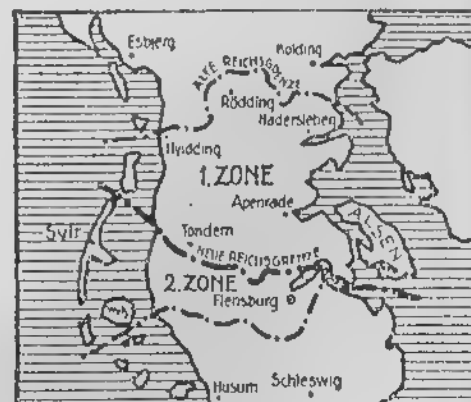 Esbjerg
Kolding
ALTE REICHSGRENZE
Rödding
Hadersleben
Hvidding
1. ZONE
Apenrade
ALSEN
Sylt
Tondern
NEUE REICHSGRENZE
2. ZONE
Flensburg
Husum
Schleswig